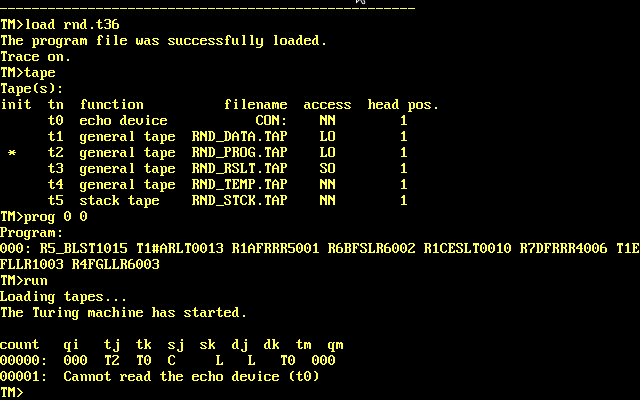 ----------------------------------------------------
TM>load rnd.t36
The program file was successfully loaded.
Trace on.
TM>tape
Tape(s):
init  tn  function          filename  access  head pos.
      t0  echo device           CON:    NN        1
      t1  general tape  RND_DATA.TAP    LO        1
 *    t2  general tape  RND_PROG.TAP    LO        1
      t3  general tape  RND_RSLT.TAP    SO        1
      t4  general tape  RND_TEMP.TAP    NN        1
      t5  stack tape    RND_STCK.TAP    NN        1
TM>prog 0 0
Program:
000: R5_BLST1015 T1#ARLT0013 R1AFRRR5001 R6BFSLR6002 R1CESLT0010 R7DFRRR4006 T1E
FLLR1003 R4FGLLR6003
TM>run
Loading tapes...
The Turing machine has started.
count   qi   tj  tk  sj  sk  dj  dk  tm  qm
00000:  000  T2  T0  C     L   L   T0  000
00001:  Cannot read the echo device (t0)
TM>